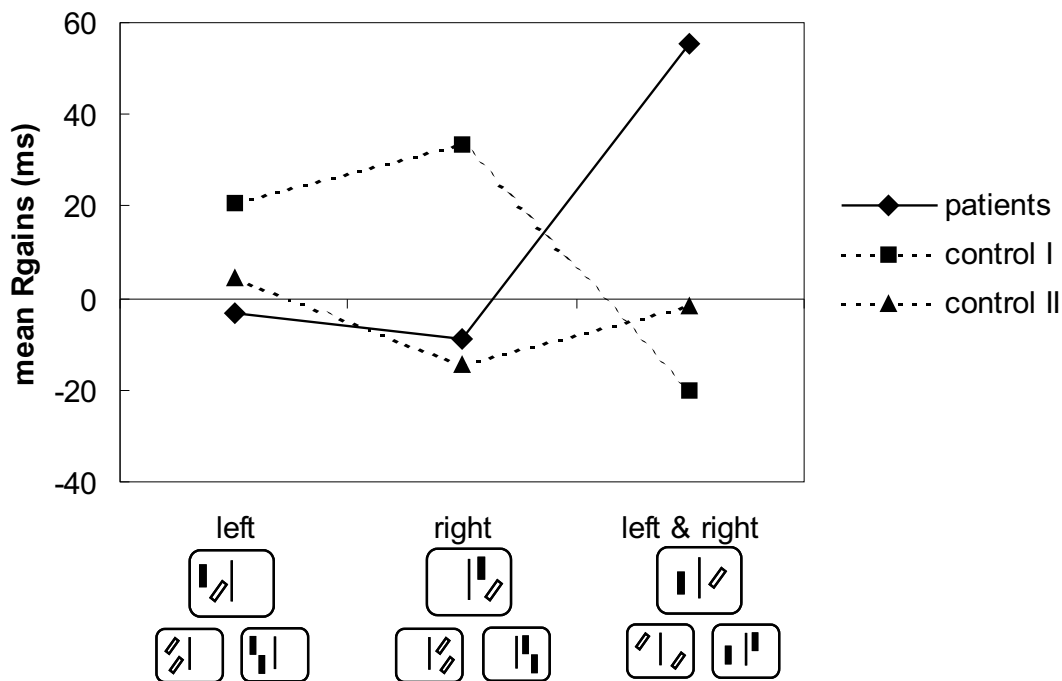 60
40
20
0
-20
-40
mean Rgains (ms)
patients
control I
control II
left
right
left & right